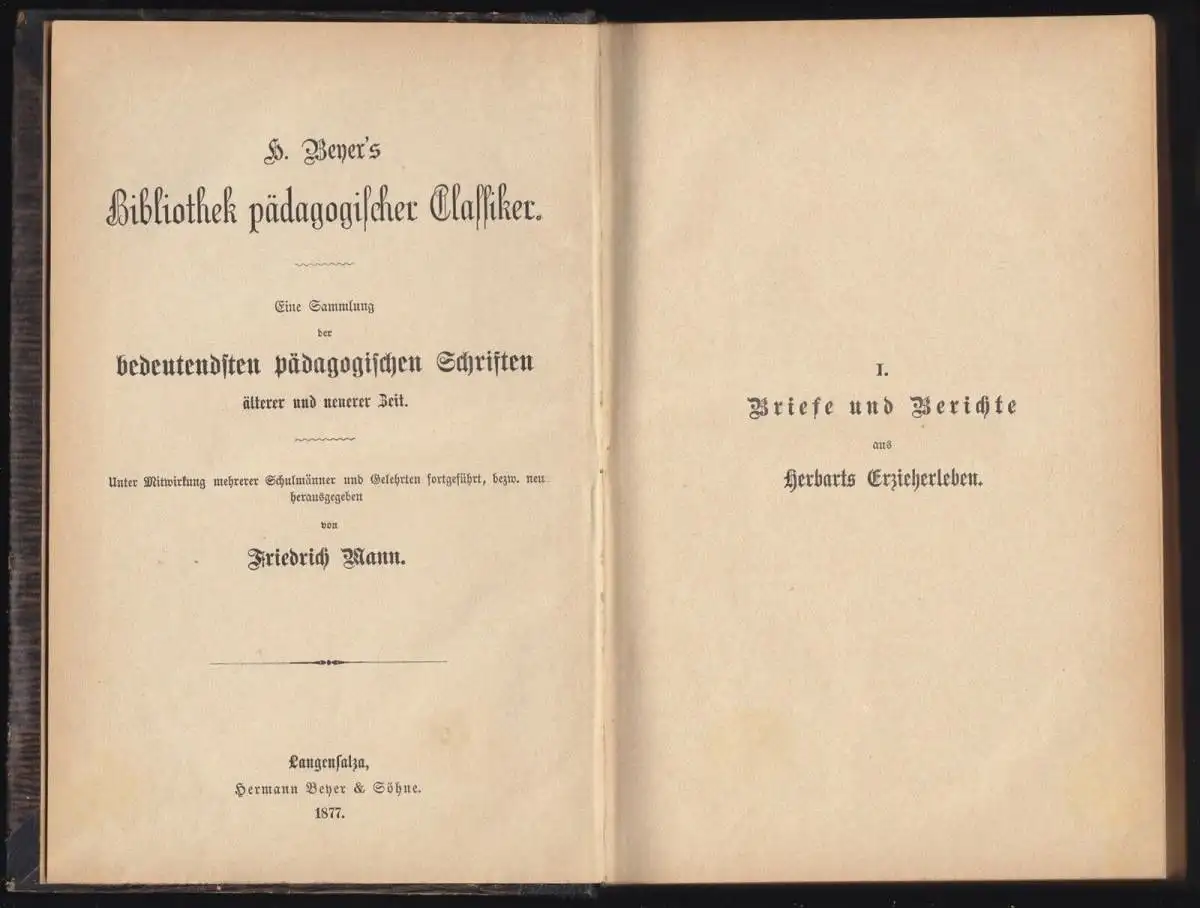 H. Beyer's
Bibliothek pädagogiſcher Claſſiker.
Eine Sammlung
der
bedeutendſten pädagogiſchen Schriften
älterer und neuerer Zeit.
Unter Mitwirkung mehrerer Schulmänner und Gelehrten fortgeführt, bezw. neu
herausgegeben
von
Friedrich Mann.
Langenſalza,
Hermann Beyer & Söhne.
1877.
I.
Briefe und Berichte
aus
Herbarts Erzieherleben.